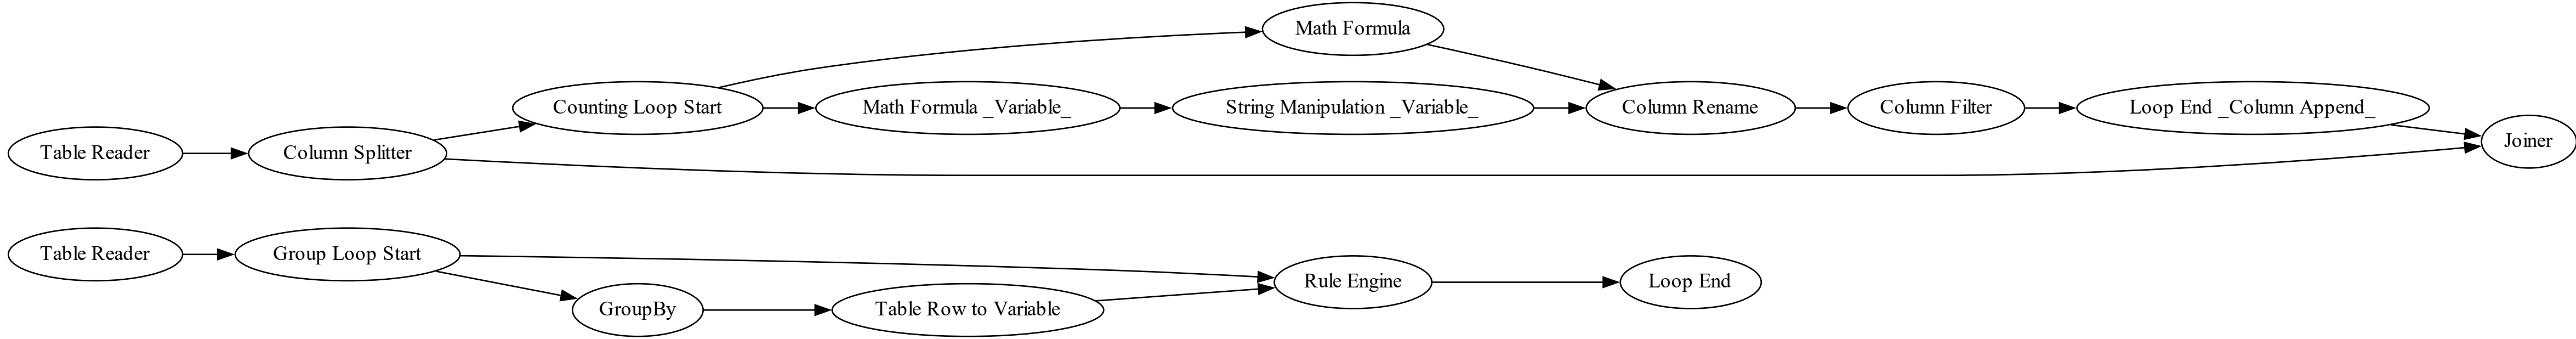 Math Formula
Counting Loop Start
Math Formula _Variable_
String Manipulation _Variable_
Column Rename
Column Filter
Loop End _Column Append_
Table Reader
Column Splitter
Joiner
Table Reader
Group Loop Start
Rule Engine
Loop End
GroupBy
Table Row to Variable